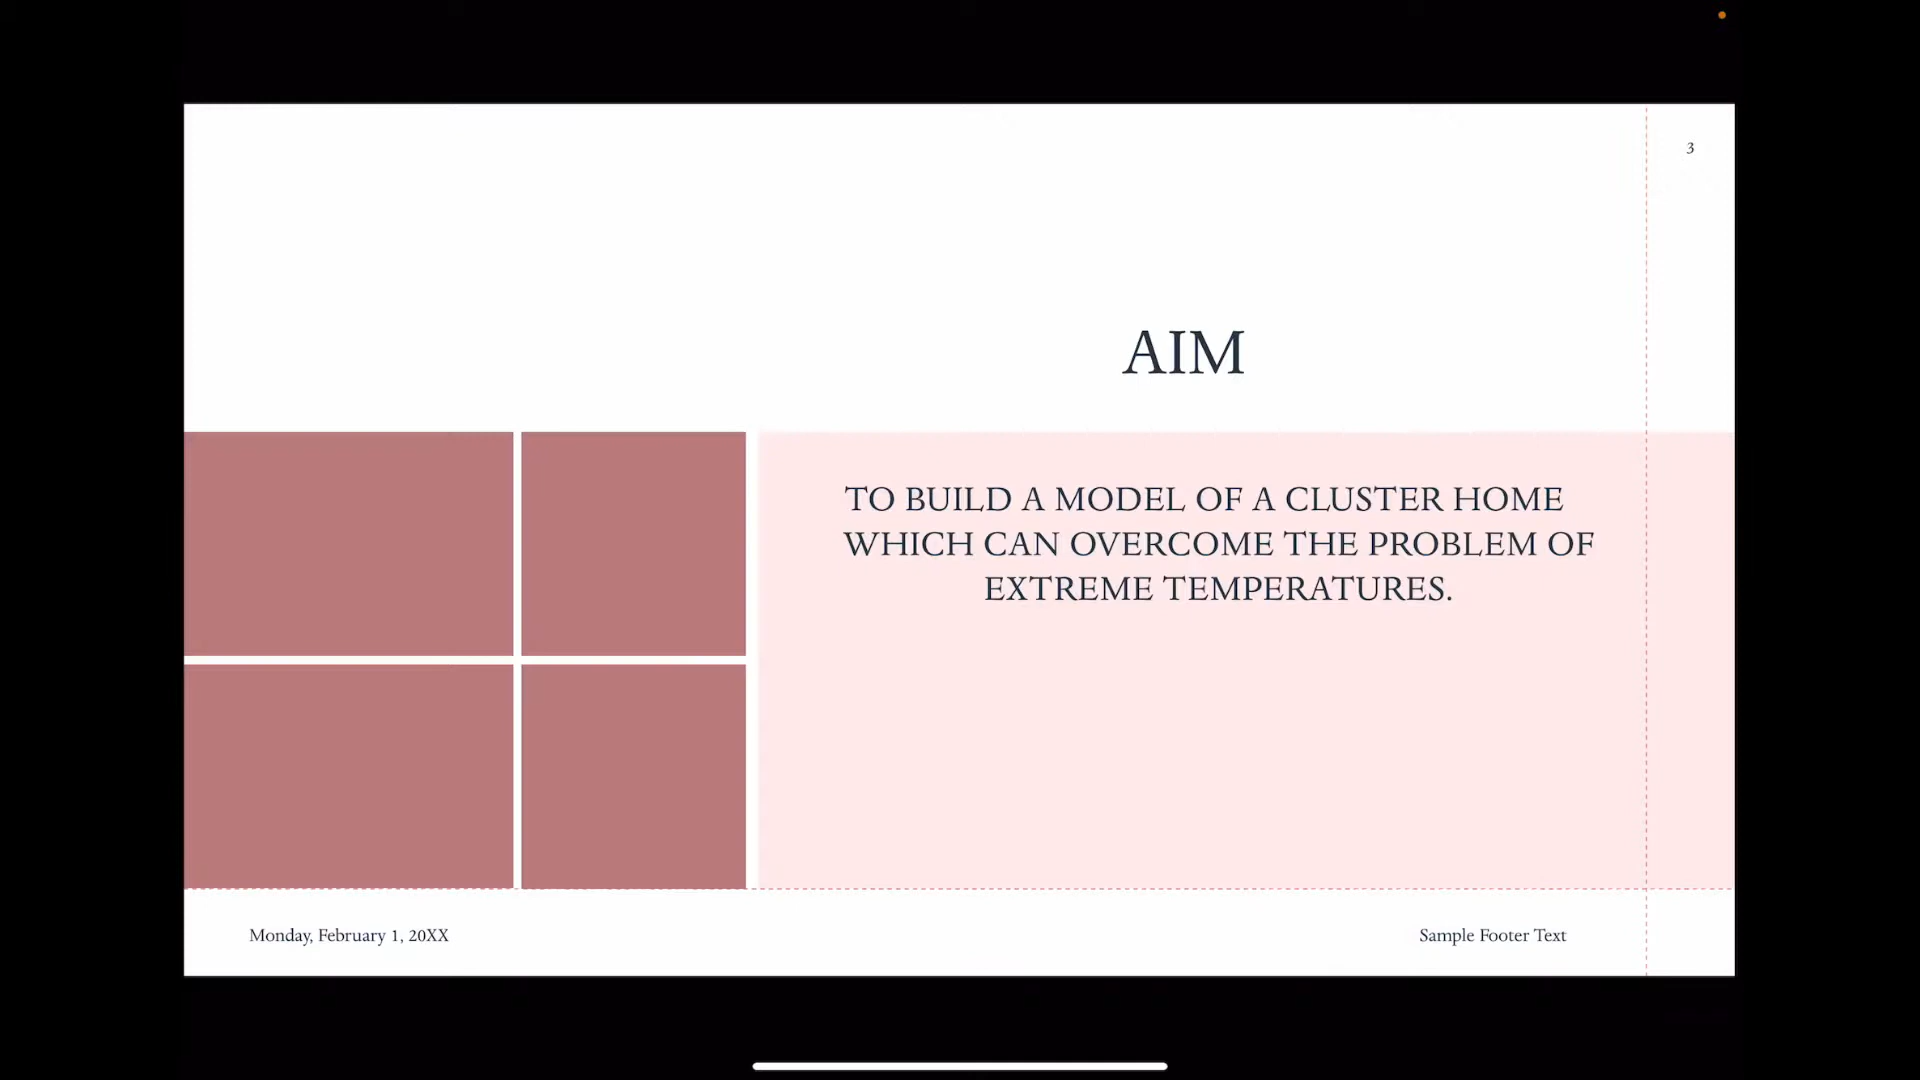 3
AIM
TO BUILD A MODEL OF A CLUSTER HOME
WHICH CAN OVERCOME THE PROBLEM OF
EXTREME TEMPERATURES.
Monday, February 1, 20XX
Sample Footer Text